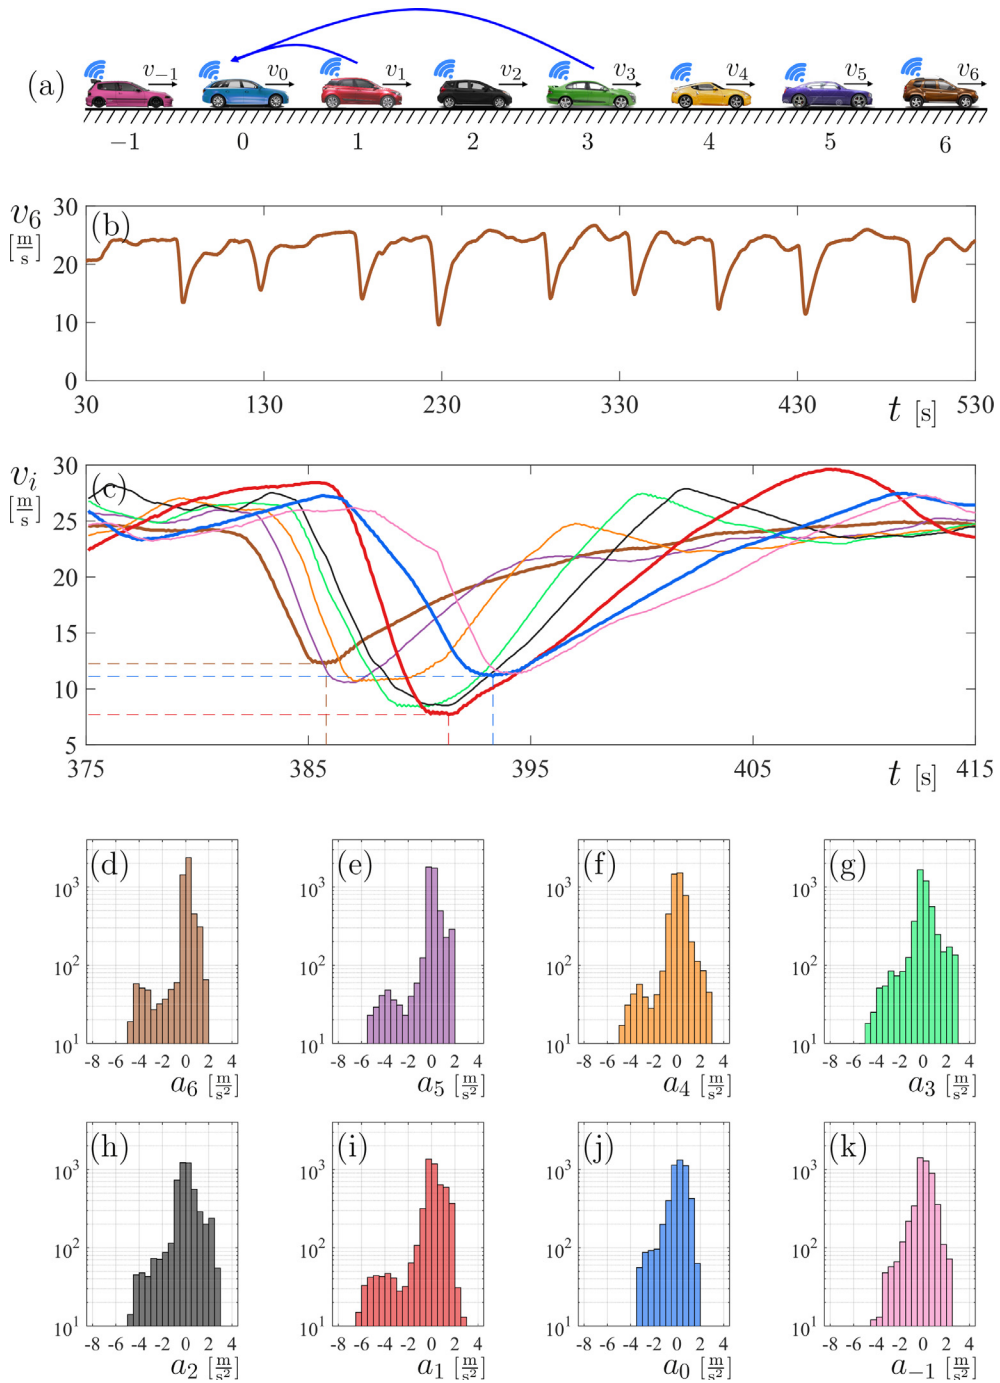 (a) v₋₁ v₀ v₁ v₂ v₃ v₄ v₅ v₆
−1 0 1 2 3 4 5 6
v₆ [m/s]
(b)
30
20
10
0
30 130 230 330 430 530
t [s]
vᵢ [m/s]
(c)
30
25
20
15
10
5
375 385 395 405 415
t [s]
(d) (e) (f) (g)
10³ 10³ 10³ 10³
10² 10² 10² 10²
10¹ 10¹ 10¹ 10¹
-8 -6 -4 -2 0 2 4 -8 -6 -4 -2 0 2 4 -8 -6 -4 -2 0 2 4 -8 -6 -4 -2 0 2 4
a₆ [m/s²] a₅ [m/s²] a₄ [m/s²] a₃ [m/s²]
(h) (i) (j) (k)
10³ 10³ 10³ 10³
10² 10² 10² 10²
10¹ 10¹ 10¹ 10¹
-8 -6 -4 -2 0 2 4 -8 -6 -4 -2 0 2 4 -8 -6 -4 -2 0 2 4 -8 -6 -4 -2 0 2 4
a₂ [m/s²] a₁ [m/s²] a₀ [m/s²] a₋₁ [m/s²]